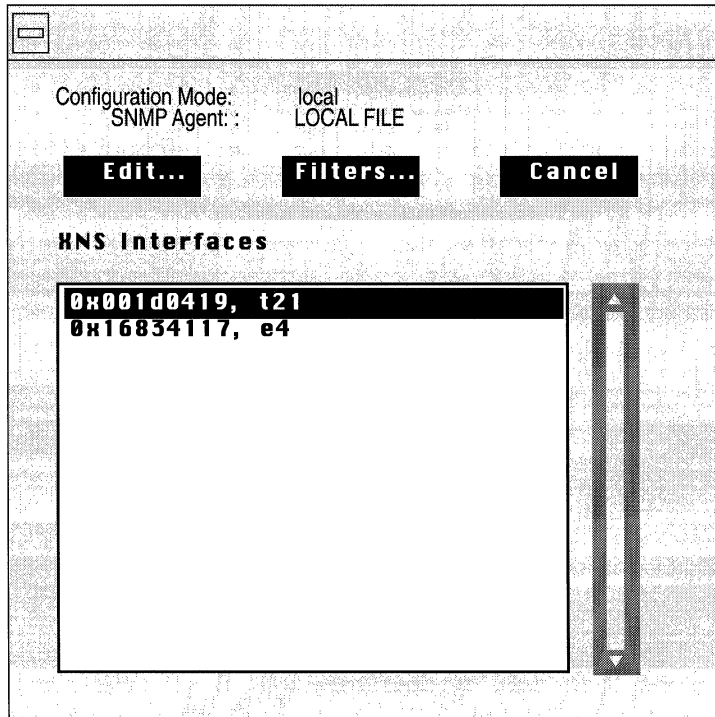 Configuration Mode: local
SNMP Agent: : LOCAL FILE
Edit... Filters... Cancel
XNS Interfaces
0x001d0419, t21
0x16834117, e4